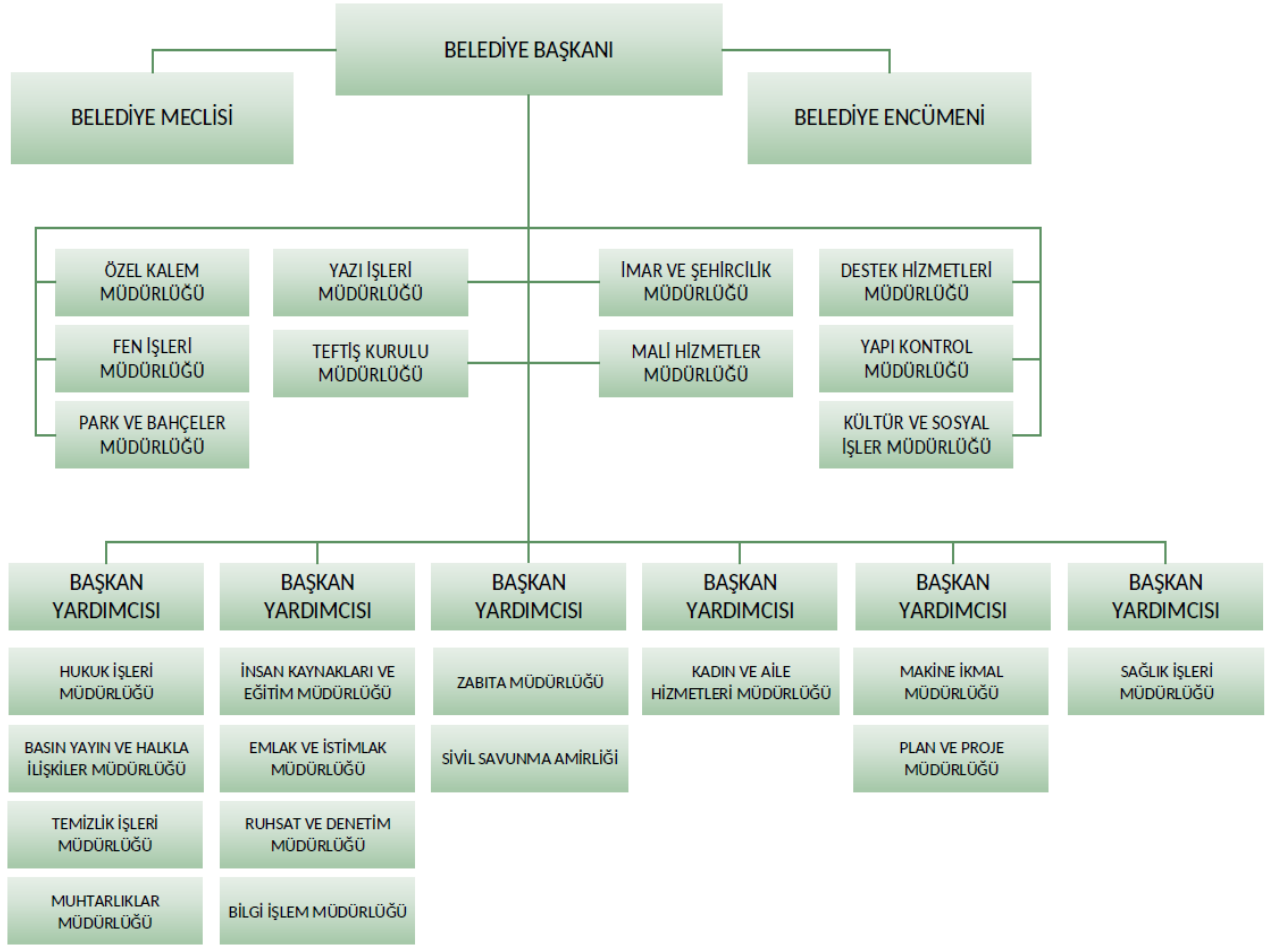 BELEDİYE BAŞKANI
BELEDİYE MECLİSİ
BELEDİYE ENCÜMENİ
ÖZEL KALEM
MÜDÜRLÜĞÜ
YAZI İŞLERİ
MÜDÜRLÜĞÜ
İMAR VE ŞEHİRCİLİK
MÜDÜRLÜĞÜ
DESTEK HİZMETLERİ
MÜDÜRLÜĞÜ
FEN İŞLERİ
MÜDÜRLÜĞÜ
TEFTİŞ KURULU
MÜDÜRLÜĞÜ
MALİ HİZMETLER
MÜDÜRLÜĞÜ
YAPI KONTROL
MÜDÜRLÜĞÜ
PARK VE BAHÇELER
MÜDÜRLÜĞÜ
KÜLTÜR VE SOSYAL
İŞLER MÜDÜRLÜĞÜ
BAŞKAN
YARDIMCISI
BAŞKAN
YARDIMCISI
BAŞKAN
YARDIMCISI
BAŞKAN
YARDIMCISI
BAŞKAN
YARDIMCISI
BAŞKAN
YARDIMCISI
HUKUK İŞLERİ
MÜDÜRLÜĞÜ
İNSAN KAYNAKLARI VE
EĞİTİM MÜDÜRLÜĞÜ
ZABITA MÜDÜRLÜĞÜ
KADIN VE AİLE
HİZMETLERİ MÜDÜRLÜĞÜ
MAKİNE İKMAL
MÜDÜRLÜĞÜ
SAĞLIK İŞLERİ
MÜDÜRLÜĞÜ
BASIN YAYIN VE HALKLA
İLİŞKİLER MÜDÜRLÜĞÜ
EMLAK VE İSTİMLAK
MÜDÜRLÜĞÜ
SİVİL SAVUNMA AMİRLİĞİ
PLAN VE PROJE
MÜDÜRLÜĞÜ
TEMİZLİK İŞLERİ
MÜDÜRLÜĞÜ
RUHSAT VE DENETİM
MÜDÜRLÜĞÜ
MUHTARLIKLAR
MÜDÜRLÜĞÜ
BİLGİ İŞLEM MÜDÜRLÜĞÜ